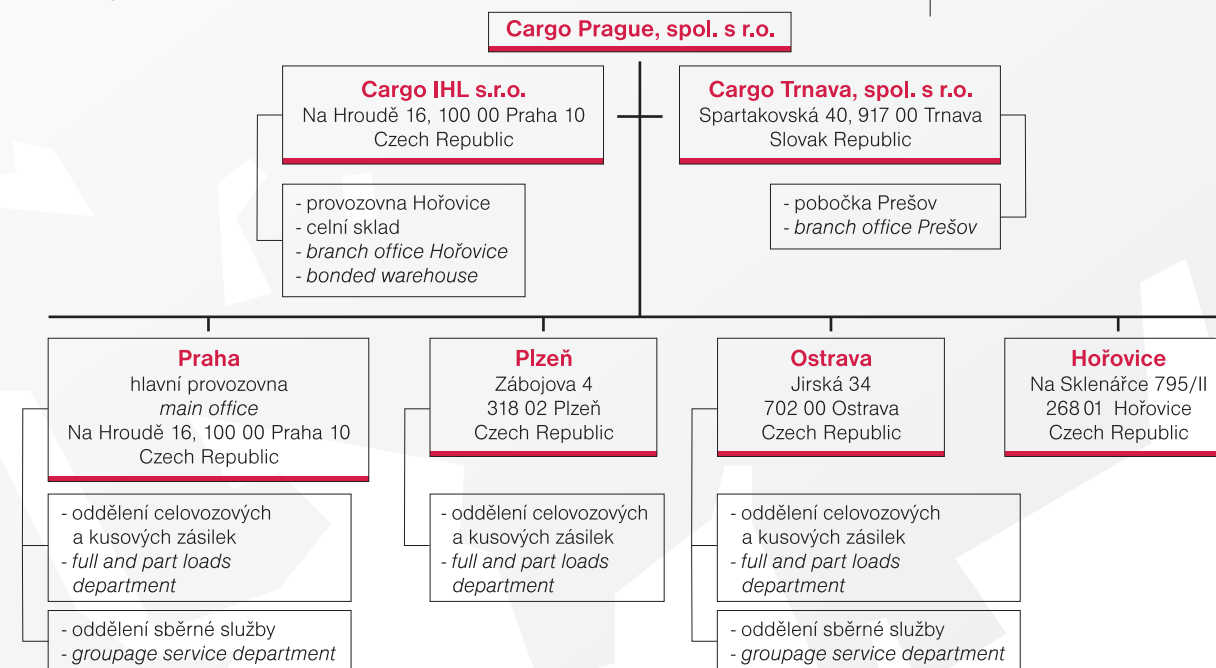 Cargo Prague, spol. s r.o.
Cargo IHL s.r.o.
Na Hroudě 16, 100 00 Praha 10
Czech Republic
Cargo Trnava, spol. s r.o.
Spartakovská 40, 917 00 Trnava
Slovak Republic
- provozovna Hořovice
- celní sklad
- branch office Hořovice
- bonded warehouse
- pobočka Prešov
- branch office Prešov
Praha
hlavní provozovna
main office
Na Hroudě 16, 100 00 Praha 10
Czech Republic
Plzeň
Zábojova 4
318 02 Plzeň
Czech Republic
Ostrava
Jirská 34
702 00 Ostrava
Czech Republic
Hořovice
Na Sklenářce 795/II
268 01 Hořovice
Czech Republic
- oddělení celovozových
a kusových zásilek
- full and part loads
department
- oddělení sběrné služby
- groupage service department
- oddělení celovozových
a kusových zásilek
- full and part loads
department
- oddělení celovozových
a kusových zásilek
- full and part loads
department
- oddělení sběrné služby
- groupage service department